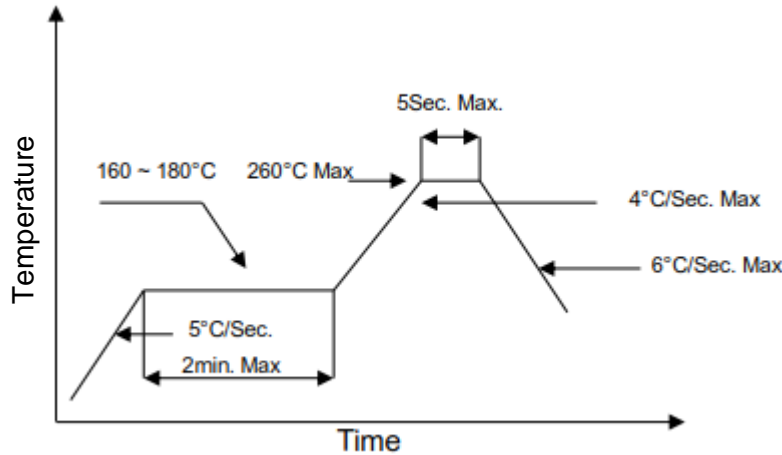 5Sec. Max.
160 ~ 180°C
260°C Max
4°C/Sec. Max
6°C/Sec. Max
5°C/Sec.
2min. Max
Temperature
Time